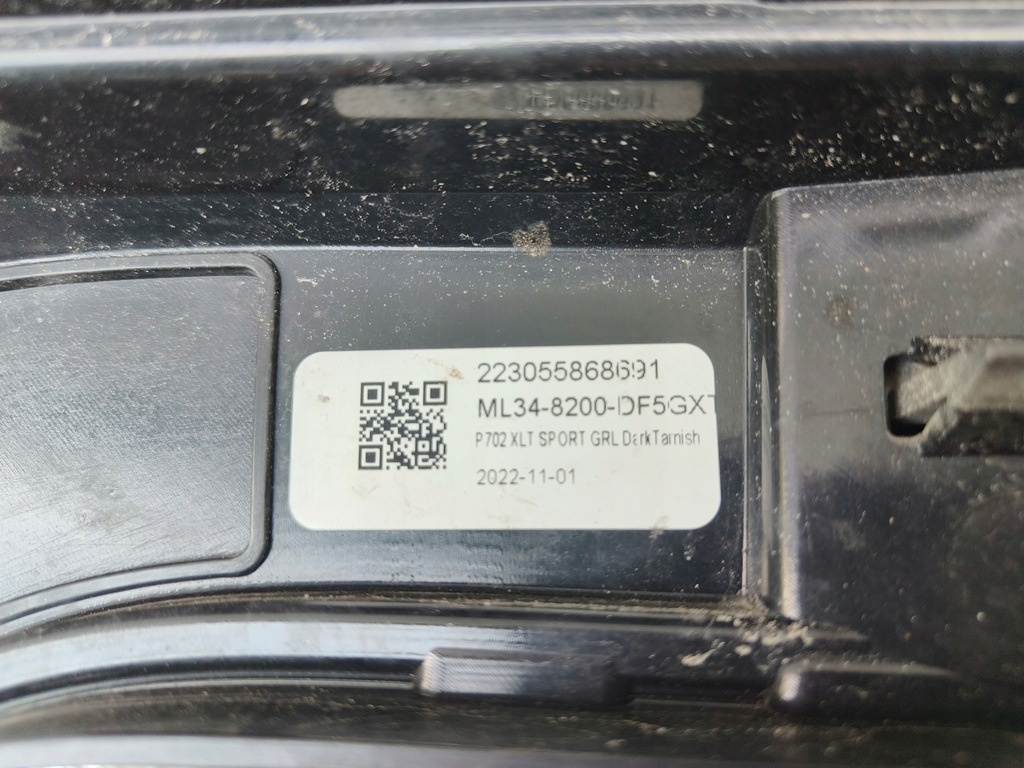 223055868691
ML34-8200-DF5GXT
P702 XLT SPORT GRL DarkTarnish
2022-11-01